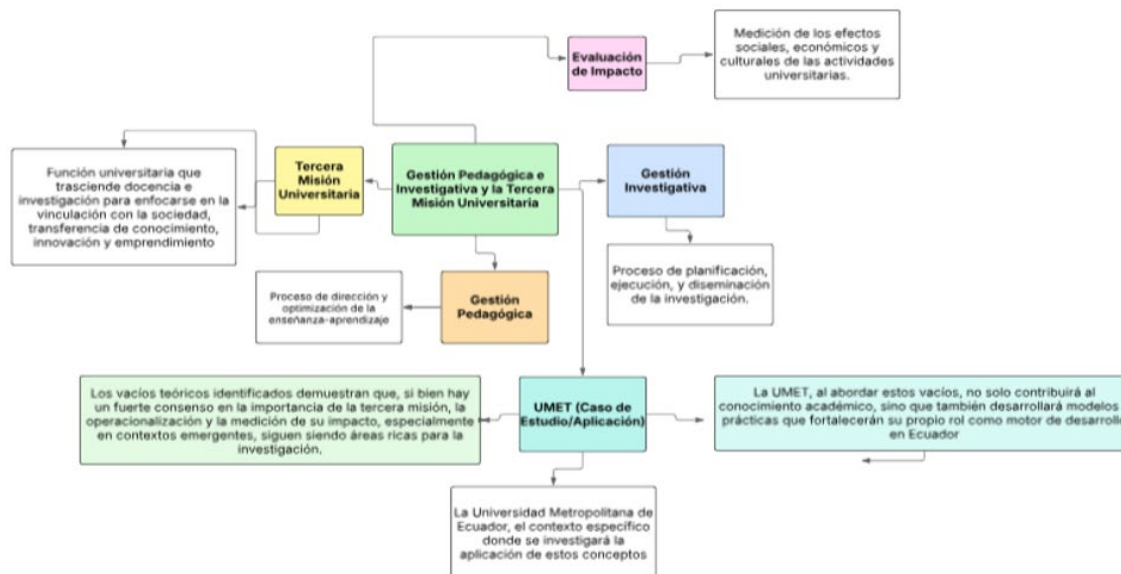 Evaluación
de Impacto
Medición de los efectos
sociales, económicos y
culturales de las actividades
universitarias.
Función universitaria que
trasciende docencia e
investigación para enfocarse en la
vinculación con la sociedad,
transferencia de conocimiento,
innovación y emprendimiento
Tercera
Misión
Universitaria
Gestión Pedagógica e
Investigativa y la Tercera
Misión Universitaria
Gestión
Investigativa
Proceso de planificación,
ejecución, y diseminación
de la investigación.
Proceso de dirección y
optimización de la
enseñanza-aprendizaje
Gestión
Pedagógica
Los vacíos teóricos identificados demuestran que, si bien hay
un fuerte consenso en la importancia de la tercera misión, la
operacionalización y la medición de su impacto, especialmente
en contextos emergentes, siguen siendo áreas ricas para la
investigación.
UMET (Caso de
Estudio/Aplicación)
La UMET, al abordar estos vacíos, no solo contribuirá al
conocimiento académico, sino que también desarrollará modelos
prácticas que fortalecerán su propio rol como motor de desarroll
en Ecuador
La Universidad Metropolitana de
Ecuador, el contexto específico
donde se investigará la
aplicación de estos conceptos